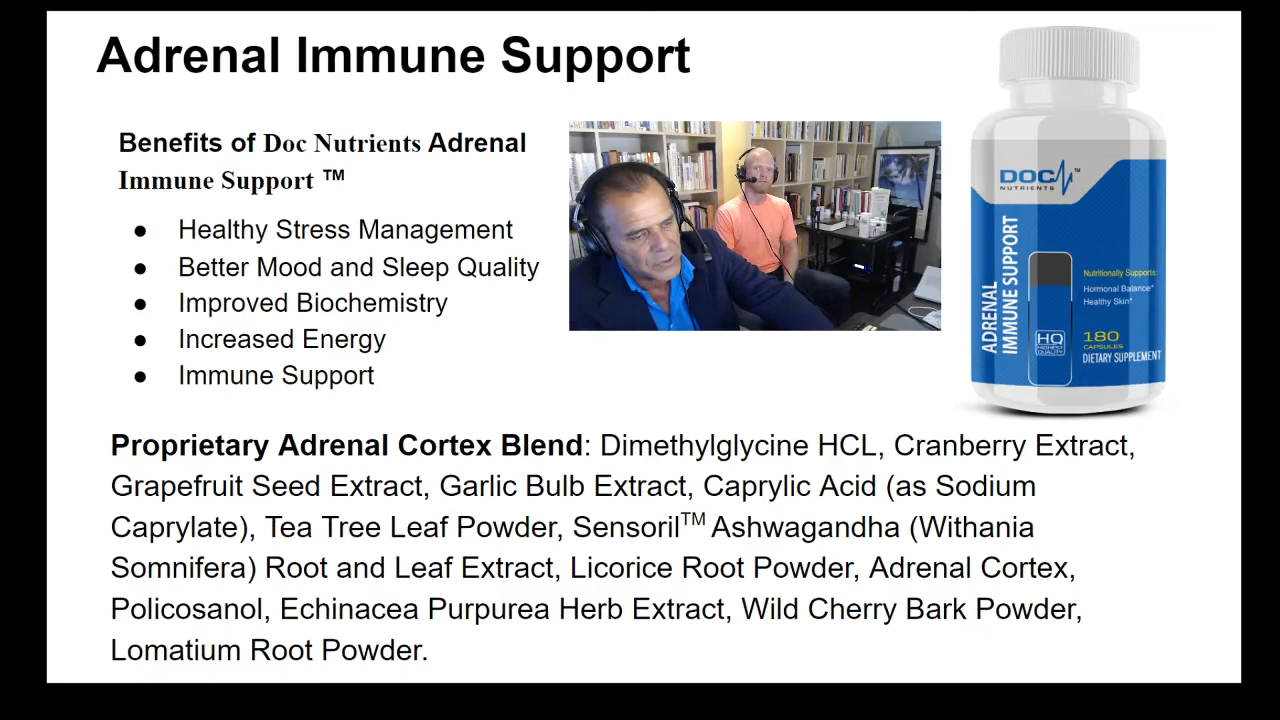 Adrenal Immune Support
Benefits of Doc Nutrients Adrenal
Immune Support ™
● Healthy Stress Management
● Better Mood and Sleep Quality
● Improved Biochemistry
● Increased Energy
● Immune Support
DOC™
NUTRIENTS
ADRENAL
IMMUNE SUPPORT
Nutritionally Supports:
Hormonal Balance*
Healthy Skin*
HQ
HIGHEST
QUALITY
180
CAPSULES
DIETARY SUPPLEMENT
Proprietary Adrenal Cortex Blend: Dimethylglycine HCL, Cranberry Extract,
Grapefruit Seed Extract, Garlic Bulb Extract, Caprylic Acid (as Sodium
Caprylate), Tea Tree Leaf Powder, Sensoril™ Ashwagandha (Withania
Somnifera) Root and Leaf Extract, Licorice Root Powder, Adrenal Cortex,
Policosanol, Echinacea Purpurea Herb Extract, Wild Cherry Bark Powder,
Lomatium Root Powder.